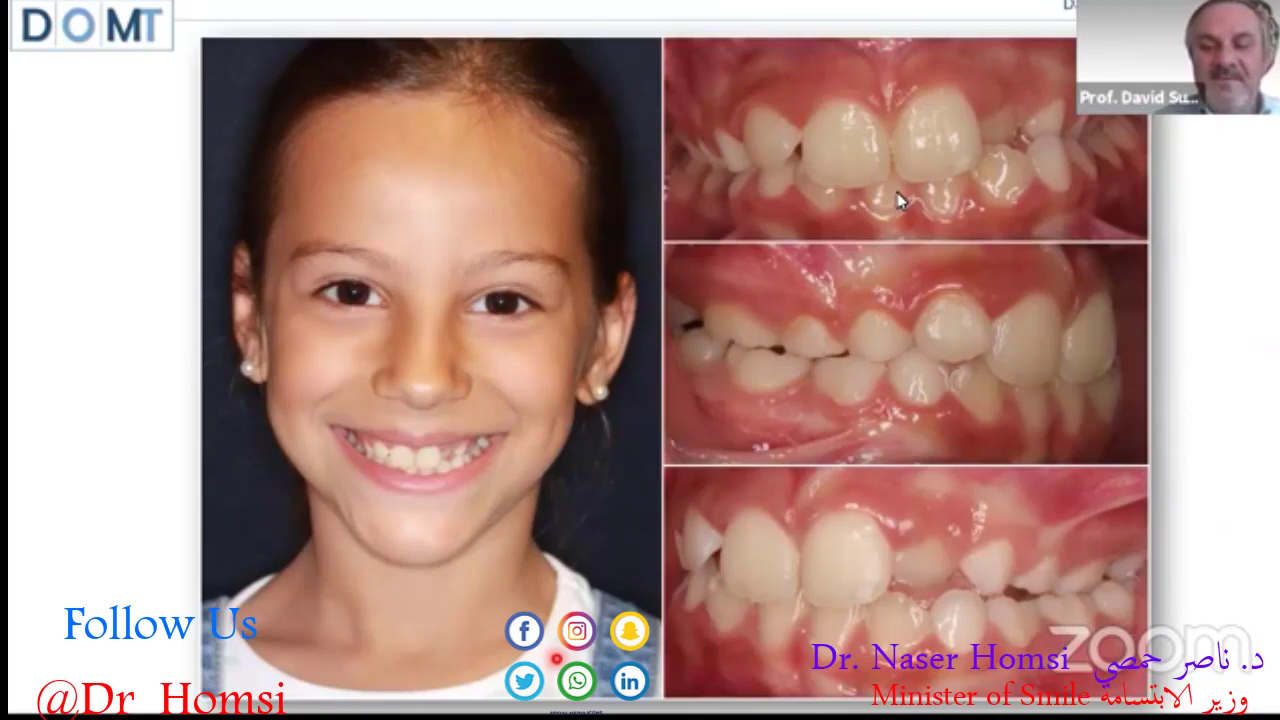 DOMT
D
Prof. David Su...
Follow Us
@Dr_Homsi
zoom
Dr. Naser Homsi د. ناصر حمصي
Minister of Smile وزير الابتسامة